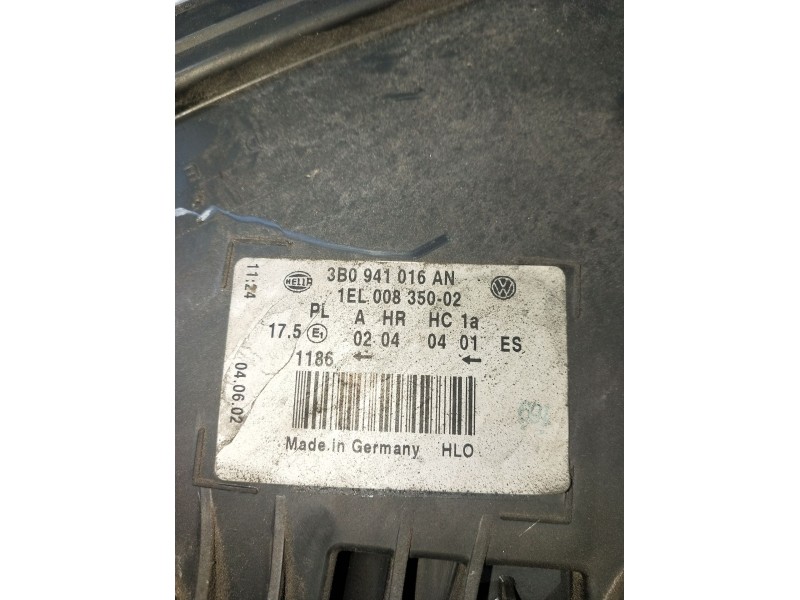 11:24
HELLA
3B0 941 016 AN
1EL 008 350-02
PL A HR HC 1a
17.5 E1 02 04 04 01 ES
1186 ← ←
04.06.02
Made in Germany HLO